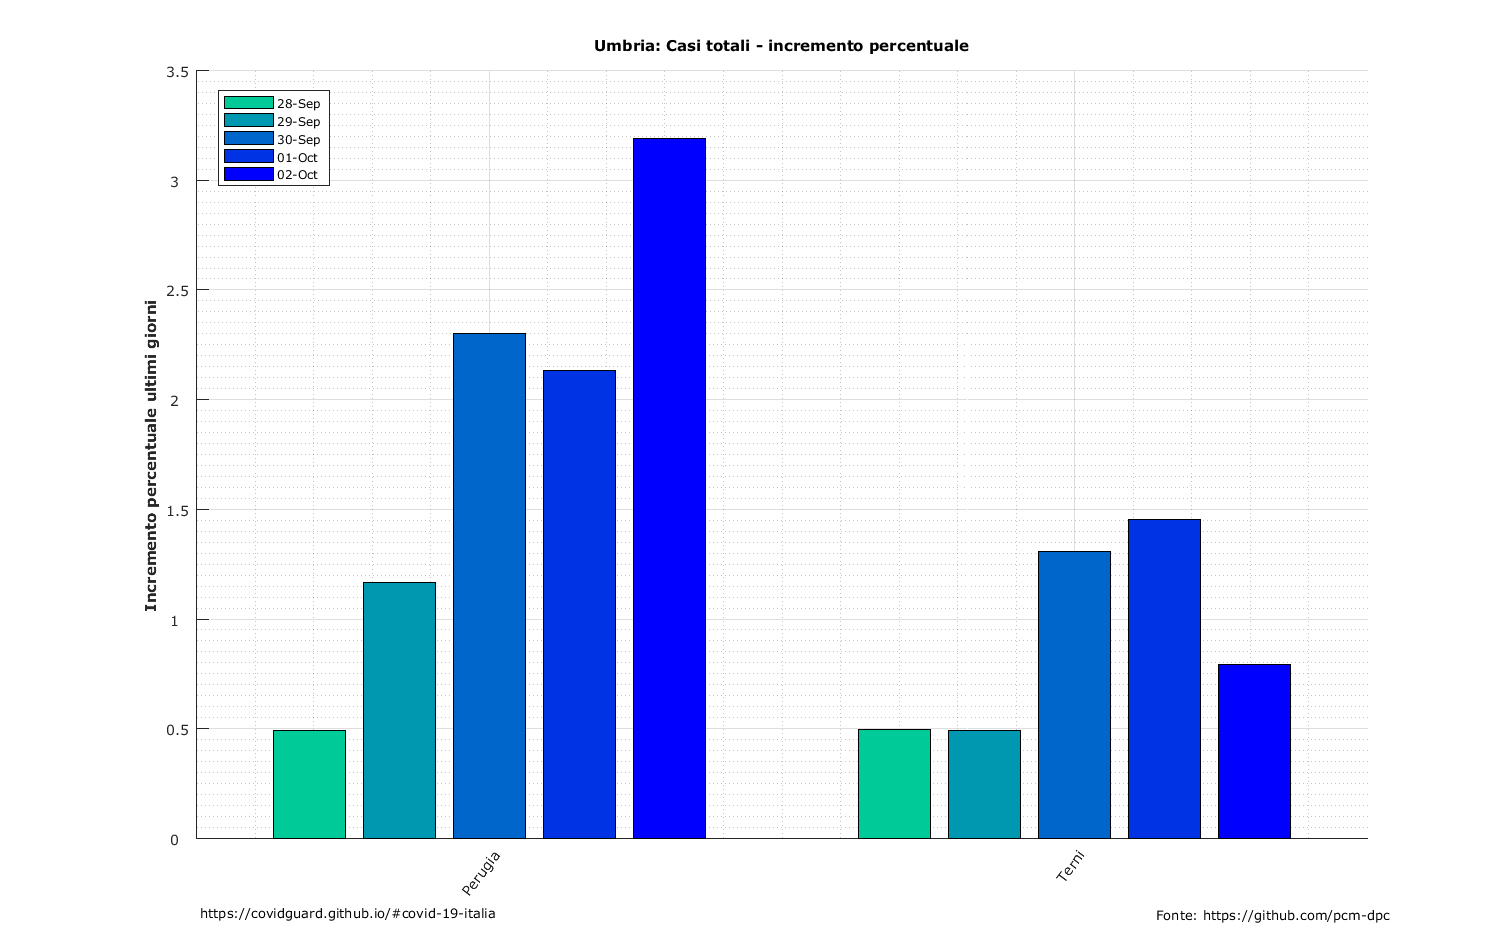 Umbria: Casi totali - incremento percentuale
3.5
3
2.5
2
1.5
1
0.5
0
Incremento percentuale ultimi giorni
28-Sep
29-Sep
30-Sep
01-Oct
02-Oct
Perugia
Terni
https://covidguard.github.io/#covid-19-italia
Fonte: https://github.com/pcm-dpc